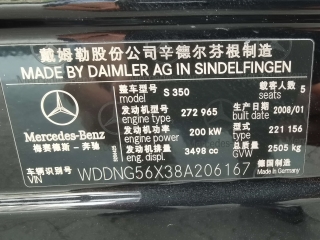 戴姆勒股份公司辛德尔芬根制造
MADE BY DAIMLER AG IN SINDELFINGEN
Mercedes-Benz
梅赛德斯-奔驰
整车型号 model S 350 载客人数 seats 5
发动机型号 engine type 272 965 出厂日期 built date 2008/01
发动机功率 engine power 200 kW 型式 type 221 156
发动机排量 eng. displ. 3498 cc 总质量 GVW 2505 kg
车辆识别号 VIN WDDNG56X38A206167
德国制造 Made in Germany